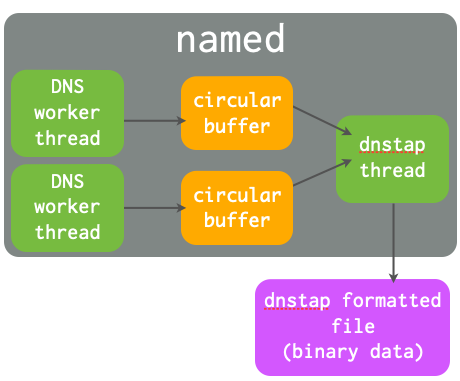 named
DNS
worker
thread
circular
buffer
dnstap
thread
DNS
worker
thread
circular
buffer
dnstap formatted
file
(binary data)